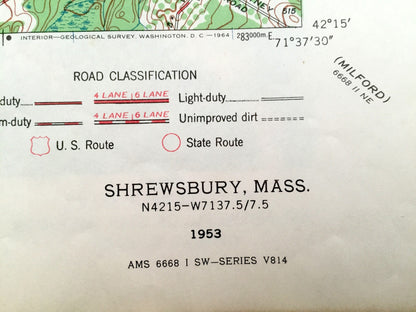 NEY
ROAD
515
42°15'
INTERIOR—GEOLOGICAL SURVEY, WASHINGTON, D. C.—1964
283000m.E.
71°37'30"
(MILFORD)
6668 II NE
ROAD CLASSIFICATION
duty
4 LANE 6 LANE
Light-duty
m-duty
4 LANE 6 LANE
Unimproved dirt
U. S. Route
State Route
SHREWSBURY, MASS.
N4215—W7137.5/7.5
1953
AMS 6668 I SW—SERIES V814